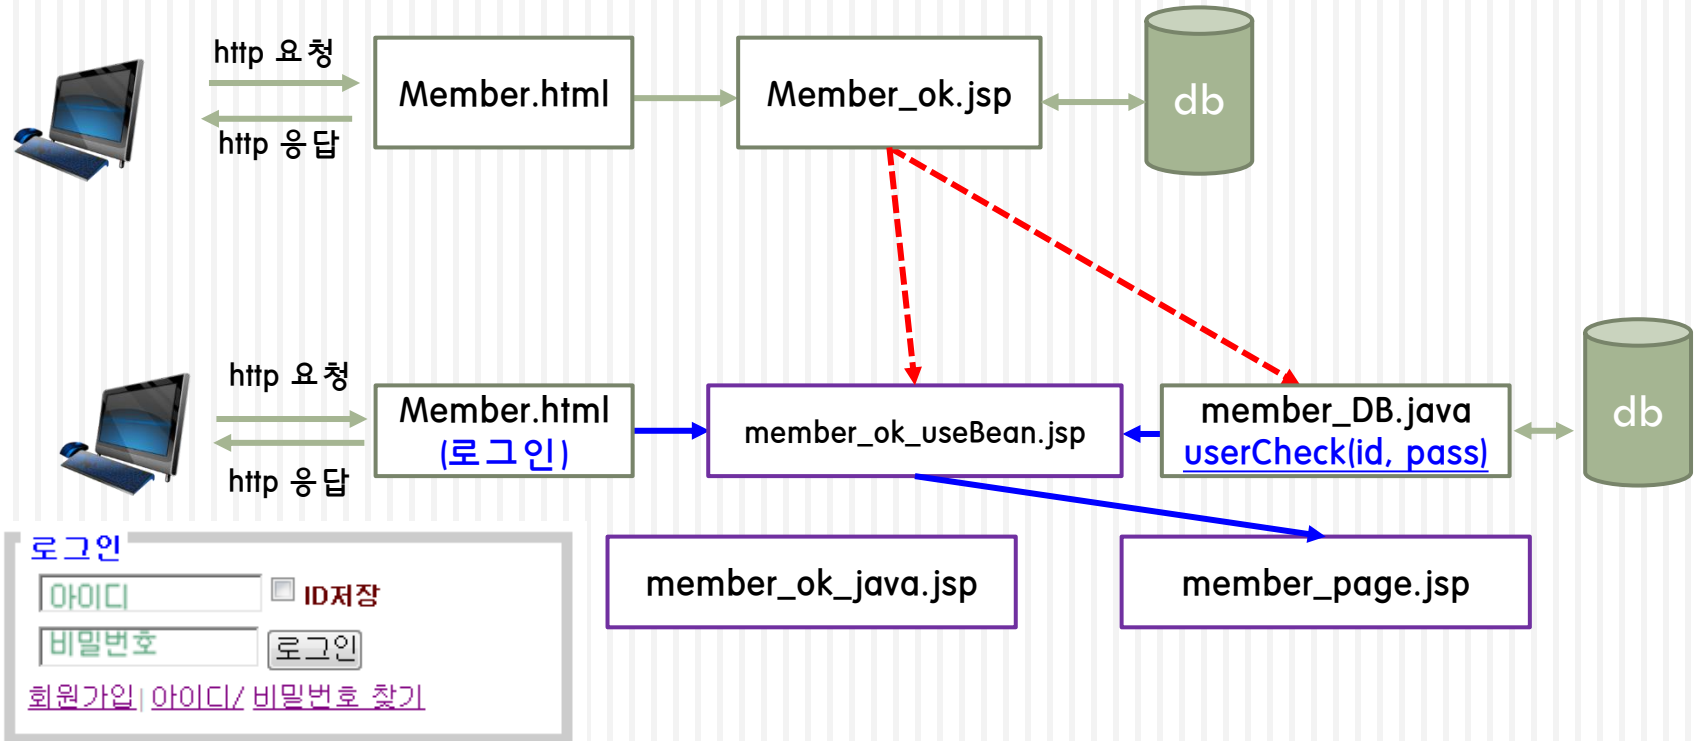 http 요청
http 응답
Member.html
Member_ok.jsp
db
http 요청
http 응답
Member.html
(로그인)
member_ok_useBean.jsp
member_DB.java
userCheck(id, pass)
db
member_ok_java.jsp
member_page.jsp
로그인
아이디
ID저장
비밀번호
로그인
회원가입| 아이디/ 비밀번호 찾기